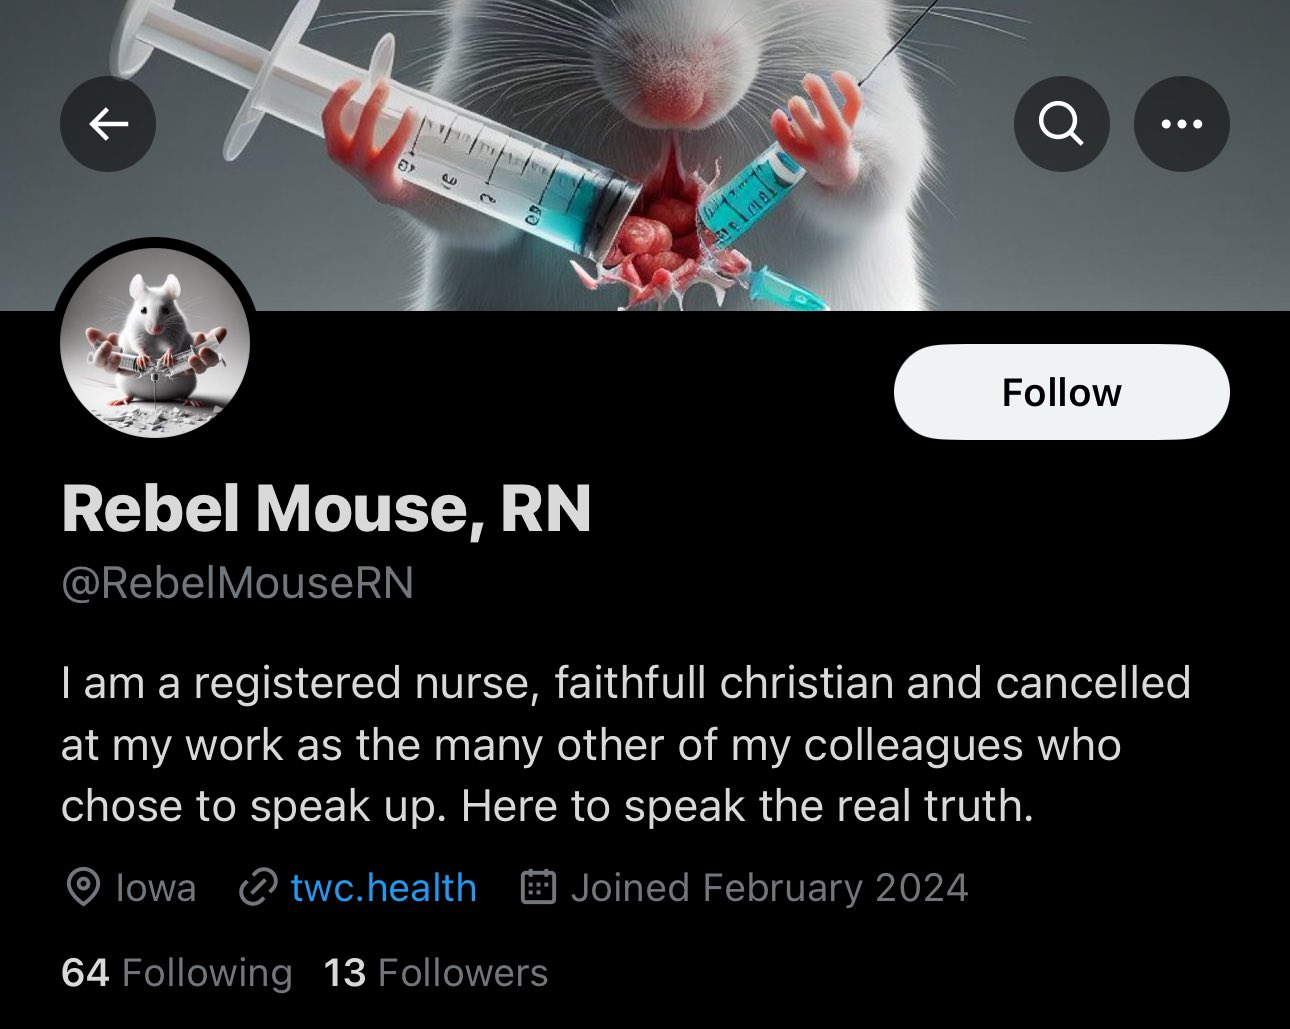 Follow
Rebel Mouse, RN
@RebelMouseRN
I am a registered nurse, faithfull christian and cancelled
at my work as the many other of my colleagues who
chose to speak up. Here to speak the real truth.
Iowa twc.health Joined February 2024
64 Following 13 Followers